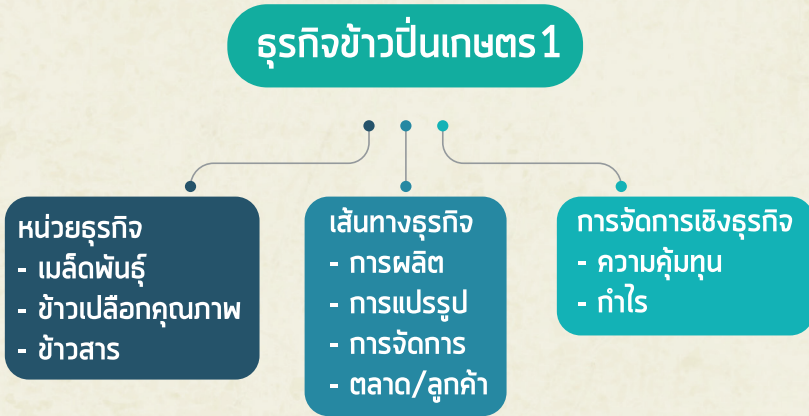 ธุรกิจข้าวปิ่นเกษตร 1
หน่วยธุรกิจ
- เมล็ดพันธุ์
- ข้าวเปลือกคุณภาพ
- ข้าวสาร
เส้นทางธุรกิจ
- การผลิต
- การแปรรูป
- การจัดการ
- ตลาด/ลูกค้า
การจัดการเชิงธุรกิจ
- ความคุ้มทุน
- กำไร